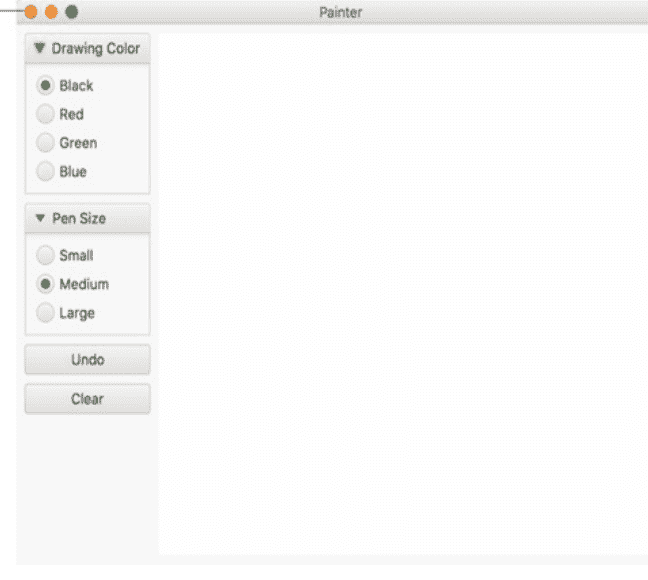 Painter
Drawing Color
Black
Red
Green
Blue
Pen Size
Small
Medium
Large
Undo
Clear